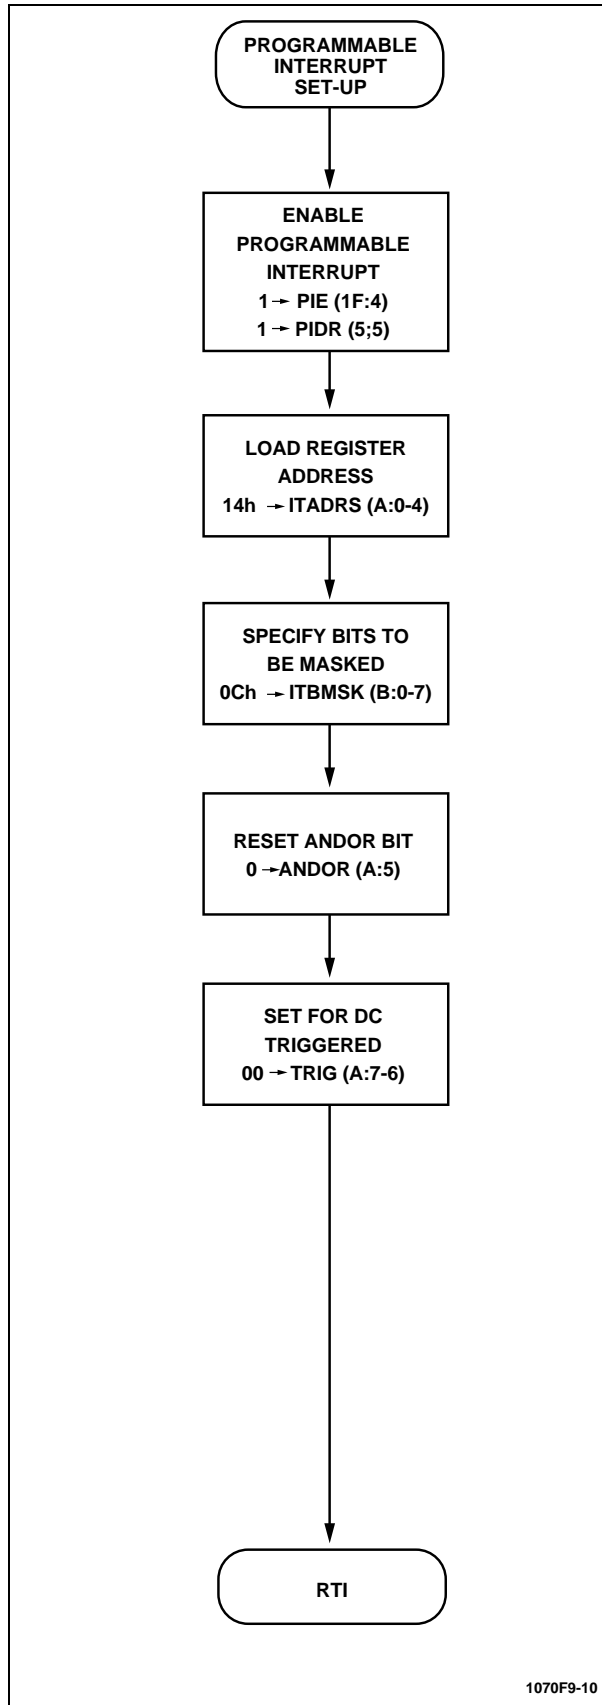 PROGRAMMABLE
INTERRUPT
SET-UP
ENABLE
PROGRAMMABLE
INTERRUPT
1→ PIE (1F:4)
1→ PIDR (5;5)
LOAD REGISTER
ADDRESS
14h → ITADRS (A:0-4)
SPECIFY BITS TO
BE MASKED
0Ch → ITBMSK (B:0-7)
RESET ANDOR BIT
0→ANDOR (A:5)
SET FOR DC
TRIGGERED
00→TRIG (A:7-6)
RTI
1070F9-10